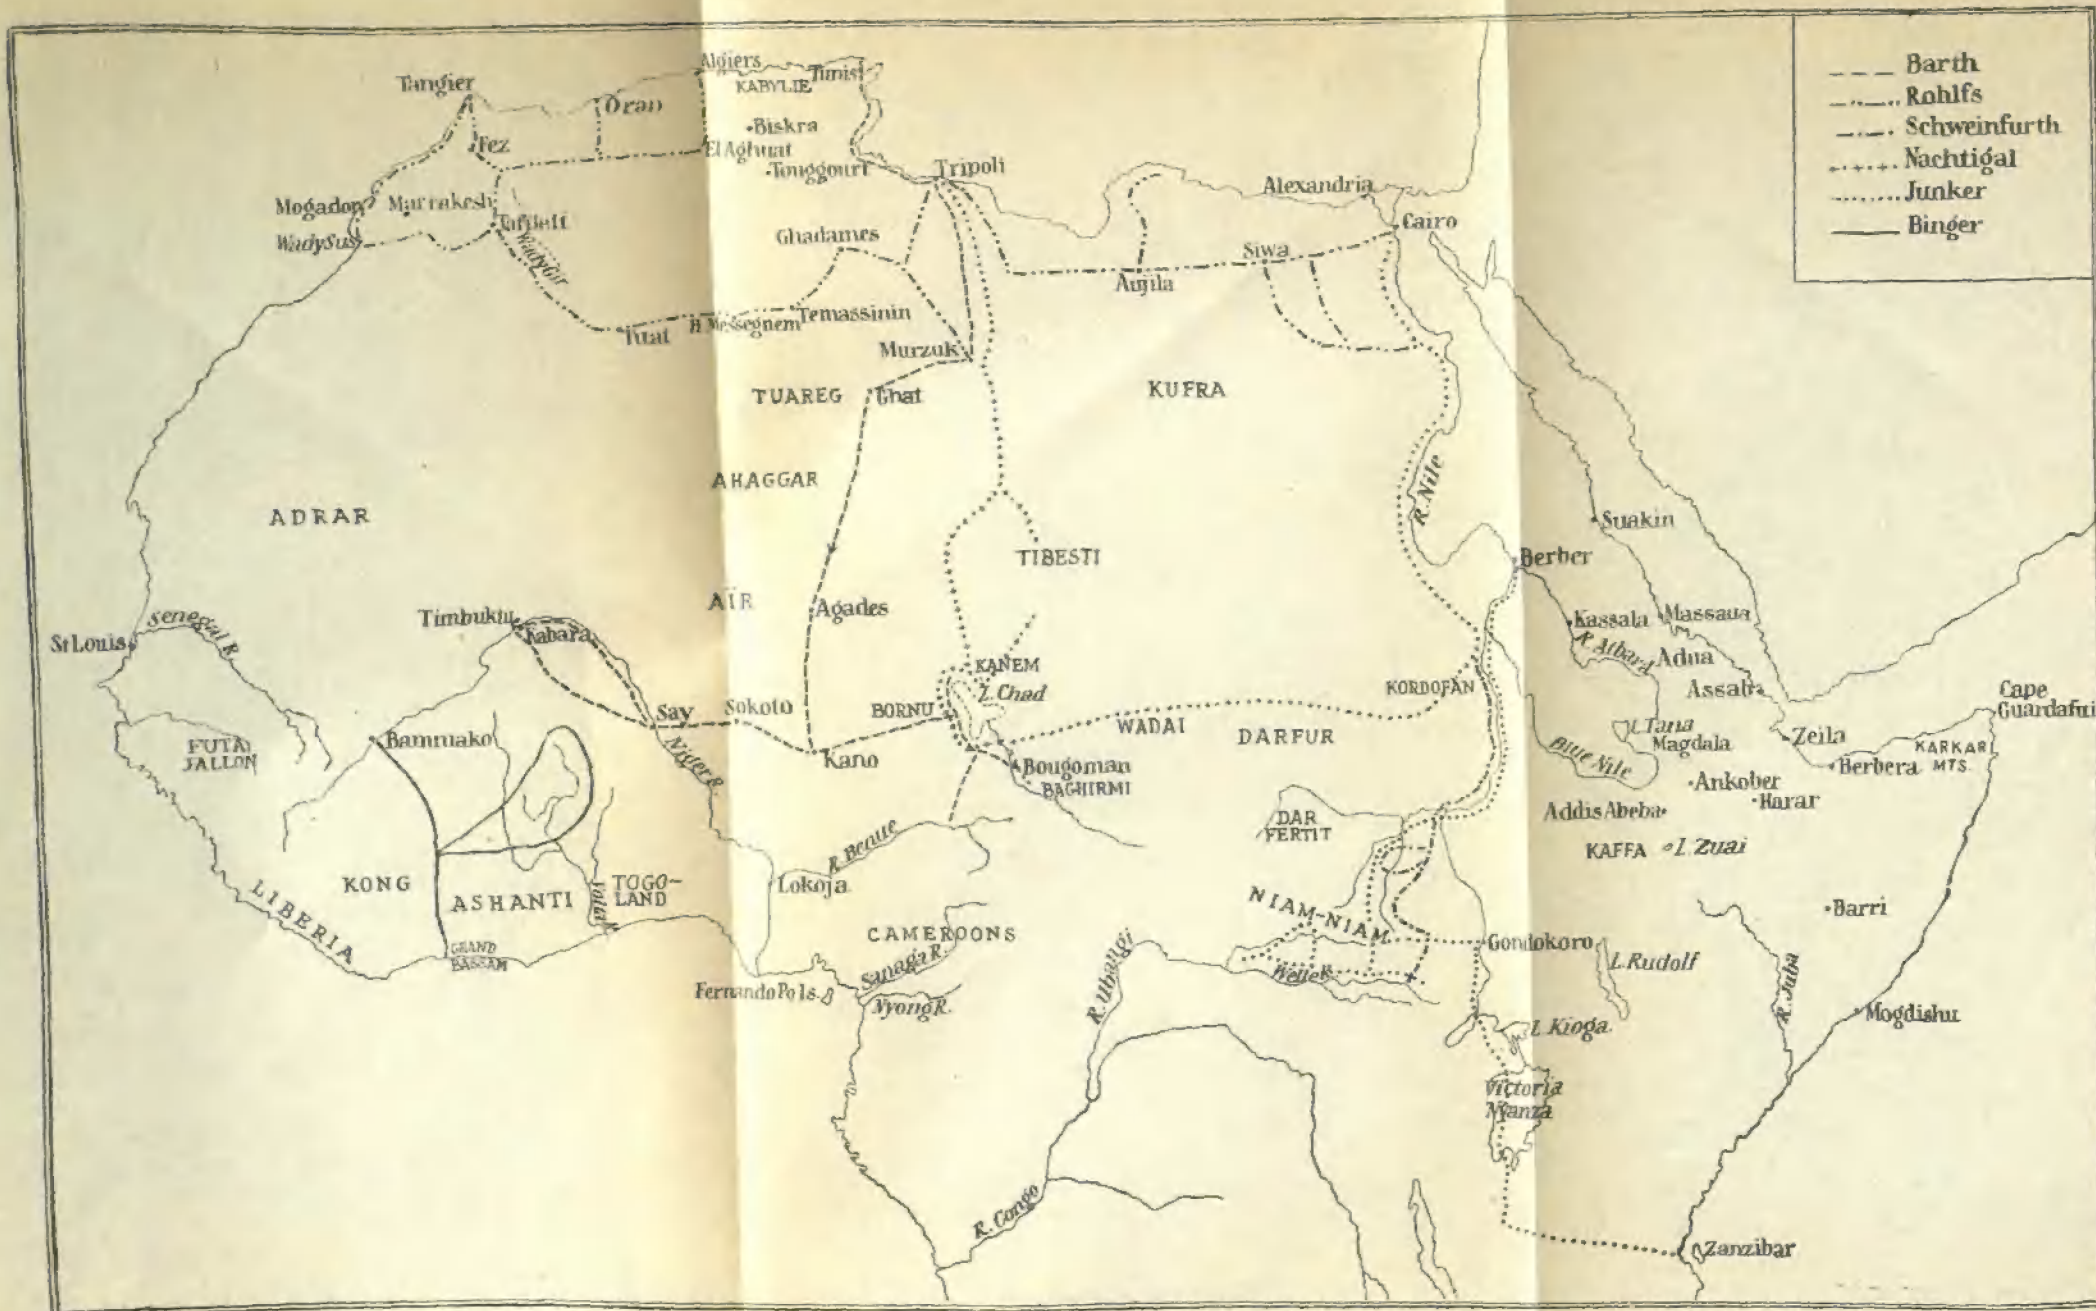 Barth
Rohlfs
Schweinfurth
Nachtigal
Junker
Binger
Algiers
Tunis
KABYLIE
Tangier
Oran
Biskra
Fez
El Aghuat
Touggourt
Tripoli
Alexandria
Mogador
Marrakesh
Cairo
Wady Sus
Tafilelt
Ghadames
Siwa
Wady Gir
Aujila
H. Messegnem
Temassinin
Tuat
Murzuk
TUAREG
Ghat
KUFRA
AHAGGAR
R. Nile
ADRAR
Suakin
TIBESTI
Berber
AÏR
Agades
Timbuktu
Kabara
Kassala
Massaua
Senegal R.
St Louis
R. Atbara
Adua
KANEM
L. Chad
KORDOFAN
Assab
Cape
Guardafui
Say
Sokoto
BORNU
WADAI
DARFUR
L. Tana
Magdala
Zeila
KARKAR
MTS.
FUTA
JALLON
Bammako
Niger R.
Kano
Bougoman
BAGHIRMI
Blue Nile
Berbera
Ankober
Harar
Addis Abeba
DAR
FERTIT
R. Benue
KAFFA
L. Zuai
KONG
ASHANTI
TOGO-
LAND
Volta R.
Lokoja
LIBERIA
NIAM-NIAM
Barri
CAMEROONS
GRAND
BASSAM
Gondokoro
Sanaga R.
L. Rudolf
Welle R.
Fernando Po Is.
Nyong R.
R. Ubangi
R. Juba
Mogdishu
L. Kioga
Victoria
Nyanza
R. Congo
Zanzibar